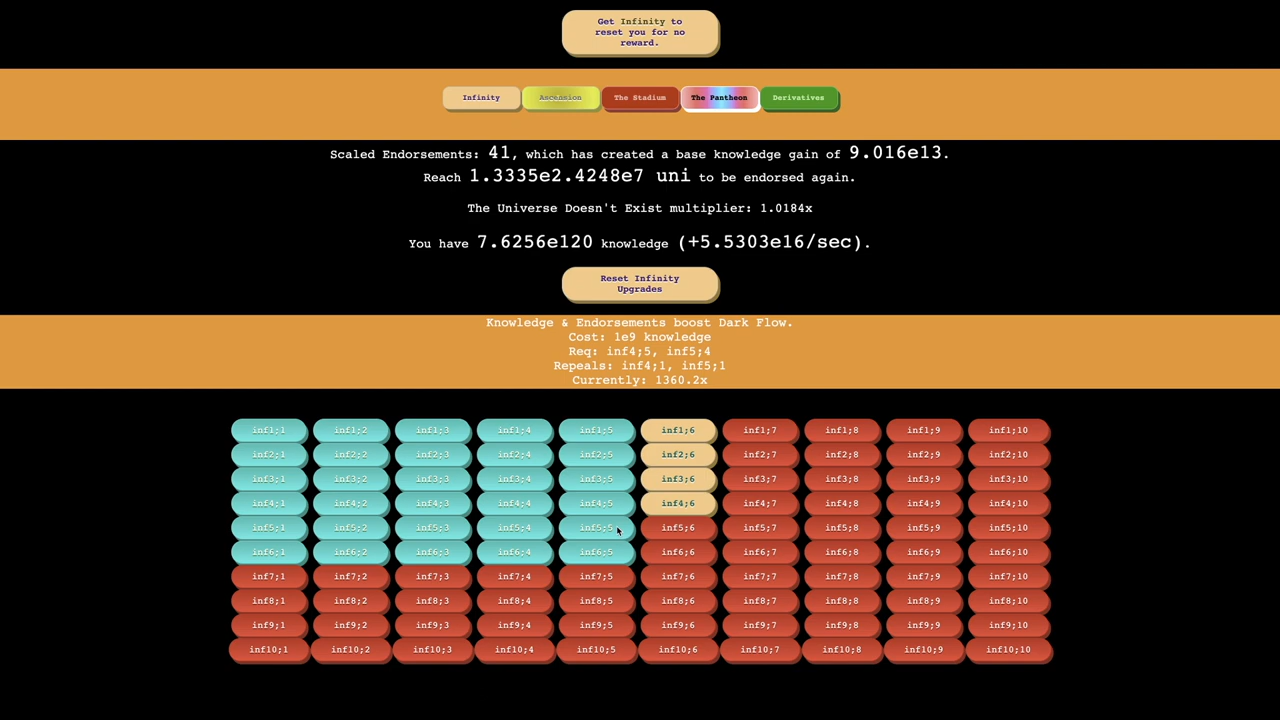 Get Infinity to
reset you for no
reward.
Infinity Ascension The Stadium The Pantheon Derivatives
Scaled Endorsements: 41, which has created a base knowledge gain of 9.016e13.
Reach 1.3335e2.4248e7 uni to be endorsed again.
The Universe Doesn't Exist multiplier: 1.0184x
You have 7.6256e120 knowledge (+5.5303e16/sec).
Reset Infinity
Upgrades
Knowledge & Endorsements boost Dark Flow.
Cost: 1e9 knowledge
Req: inf4;5, inf5;4
Repeals: inf4;1, inf5;1
Currently: 1360.2x
inf1;1 inf1;2 inf1;3 inf1;4 inf1;5 inf1;6 inf1;7 inf1;8 inf1;9 inf1;10
inf2;1 inf2;2 inf2;3 inf2;4 inf2;5 inf2;6 inf2;7 inf2;8 inf2;9 inf2;10
inf3;1 inf3;2 inf3;3 inf3;4 inf3;5 inf3;6 inf3;7 inf3;8 inf3;9 inf3;10
inf4;1 inf4;2 inf4;3 inf4;4 inf4;5 inf4;6 inf4;7 inf4;8 inf4;9 inf4;10
inf5;1 inf5;2 inf5;3 inf5;4 inf5;5 inf5;6 inf5;7 inf5;8 inf5;9 inf5;10
inf6;1 inf6;2 inf6;3 inf6;4 inf6;5 inf6;6 inf6;7 inf6;8 inf6;9 inf6;10
inf7;1 inf7;2 inf7;3 inf7;4 inf7;5 inf7;6 inf7;7 inf7;8 inf7;9 inf7;10
inf8;1 inf8;2 inf8;3 inf8;4 inf8;5 inf8;6 inf8;7 inf8;8 inf8;9 inf8;10
inf9;1 inf9;2 inf9;3 inf9;4 inf9;5 inf9;6 inf9;7 inf9;8 inf9;9 inf9;10
inf10;1 inf10;2 inf10;3 inf10;4 inf10;5 inf10;6 inf10;7 inf10;8 inf10;9 inf10;10